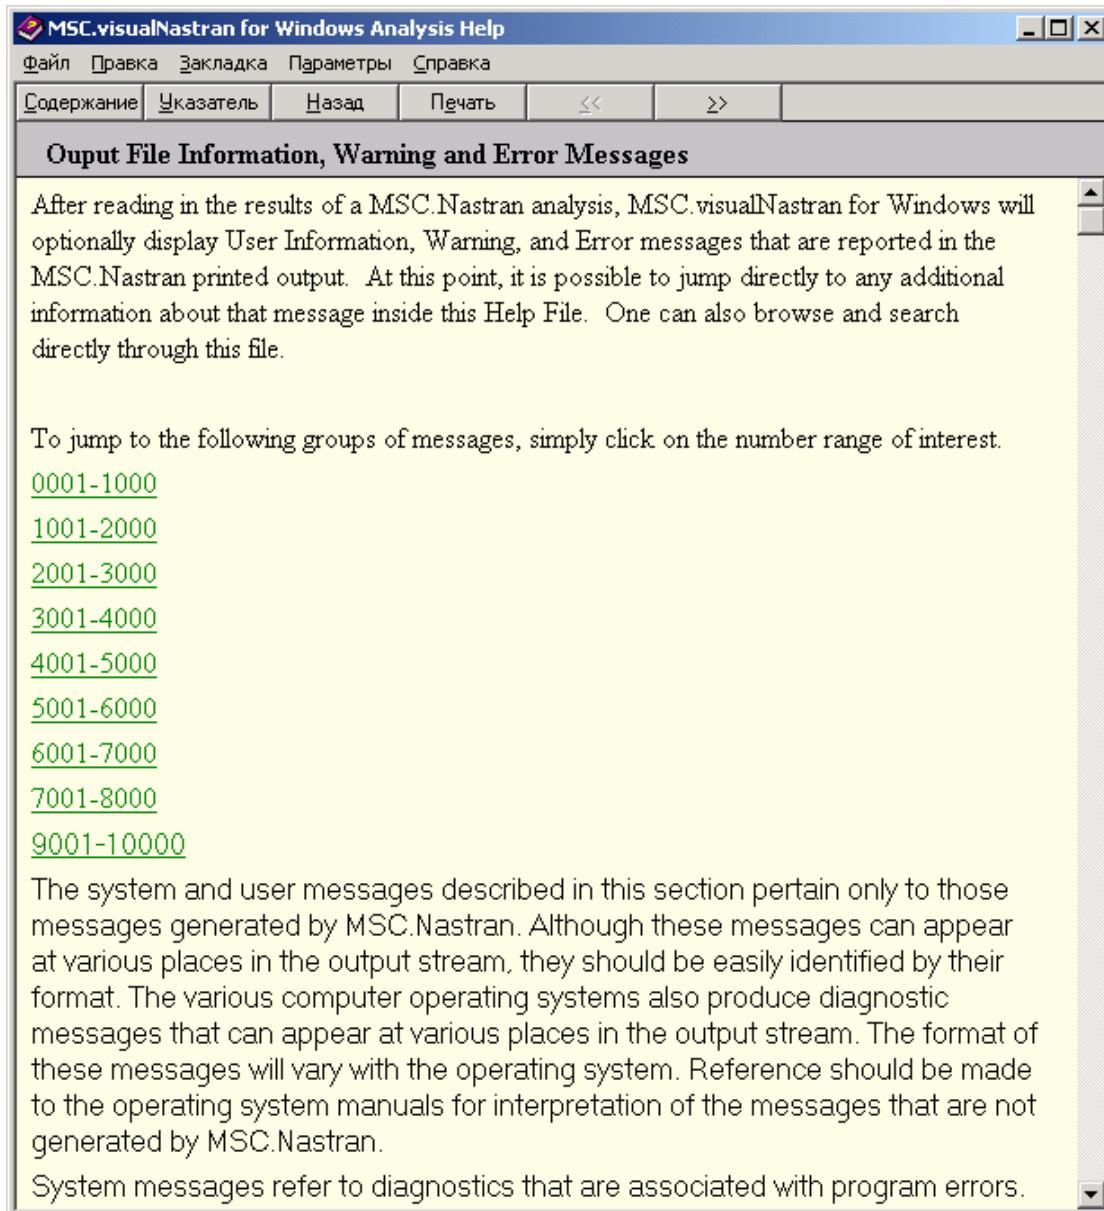 MSC.visualNastran for Windows Analysis Help
Файл Правка Закладка Параметры Справка
Содержание Указатель Назад Печать << >>
Ouput File Information, Warning and Error Messages
After reading in the results of a MSC.Nastran analysis, MSC.visualNastran for Windows will
optionally display User Information, Warning, and Error messages that are reported in the
MSC.Nastran printed output. At this point, it is possible to jump directly to any additional
information about that message inside this Help File. One can also browse and search
directly through this file.
To jump to the following groups of messages, simply click on the number range of interest.
0001-1000
1001-2000
2001-3000
3001-4000
4001-5000
5001-6000
6001-7000
7001-8000
9001-10000
The system and user messages described in this section pertain only to those
messages generated by MSC.Nastran. Although these messages can appear
at various places in the output stream, they should be easily identified by their
format. The various computer operating systems also produce diagnostic
messages that can appear at various places in the output stream. The format of
these messages will vary with the operating system. Reference should be made
to the operating system manuals for interpretation of the messages that are not
generated by MSC.Nastran.
System messages refer to diagnostics that are associated with program errors.